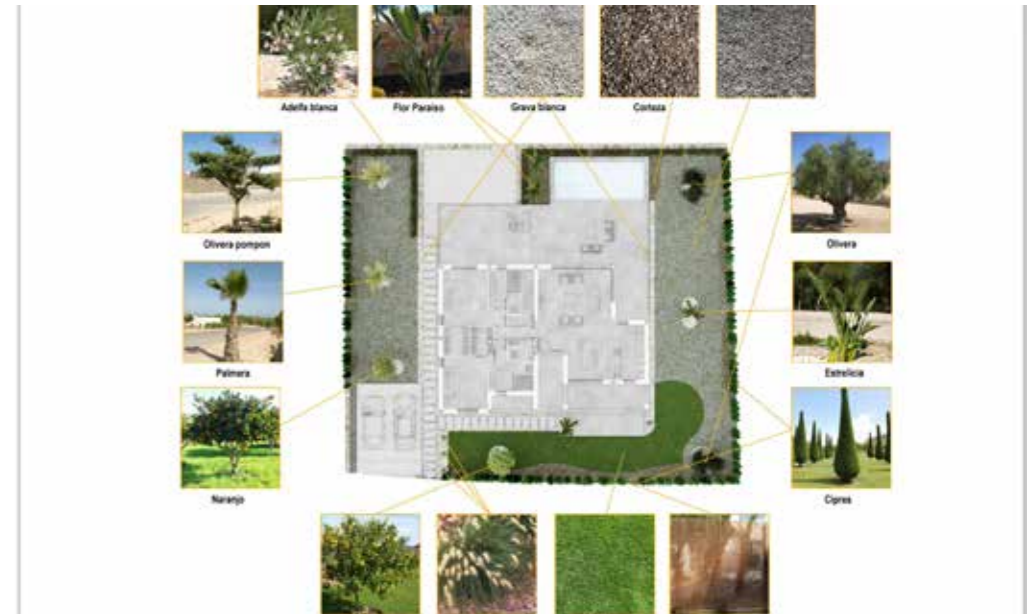 Adelfa blanca
Flor Paraiso
Grava blanca
Corteza
Olivera pompon
Olivera
Palmera
Estrelicia
Naranjo
Cipres